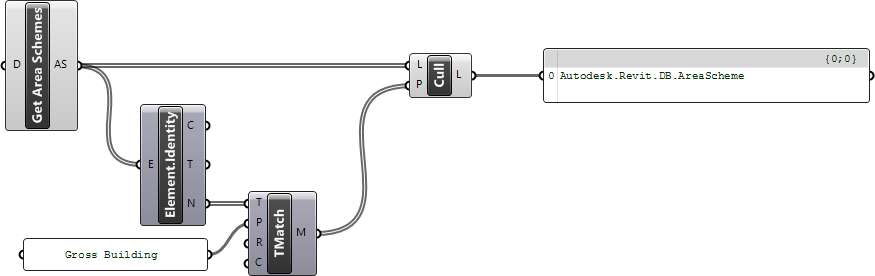 D
Get Area Schemes
AS
L
P
Cull
L
{0;0}
0 Autodesk.Revit.DB.AreaScheme
E
Element.Identity
C
T
N
T
P
R
C
TMatch
M
Gross Building